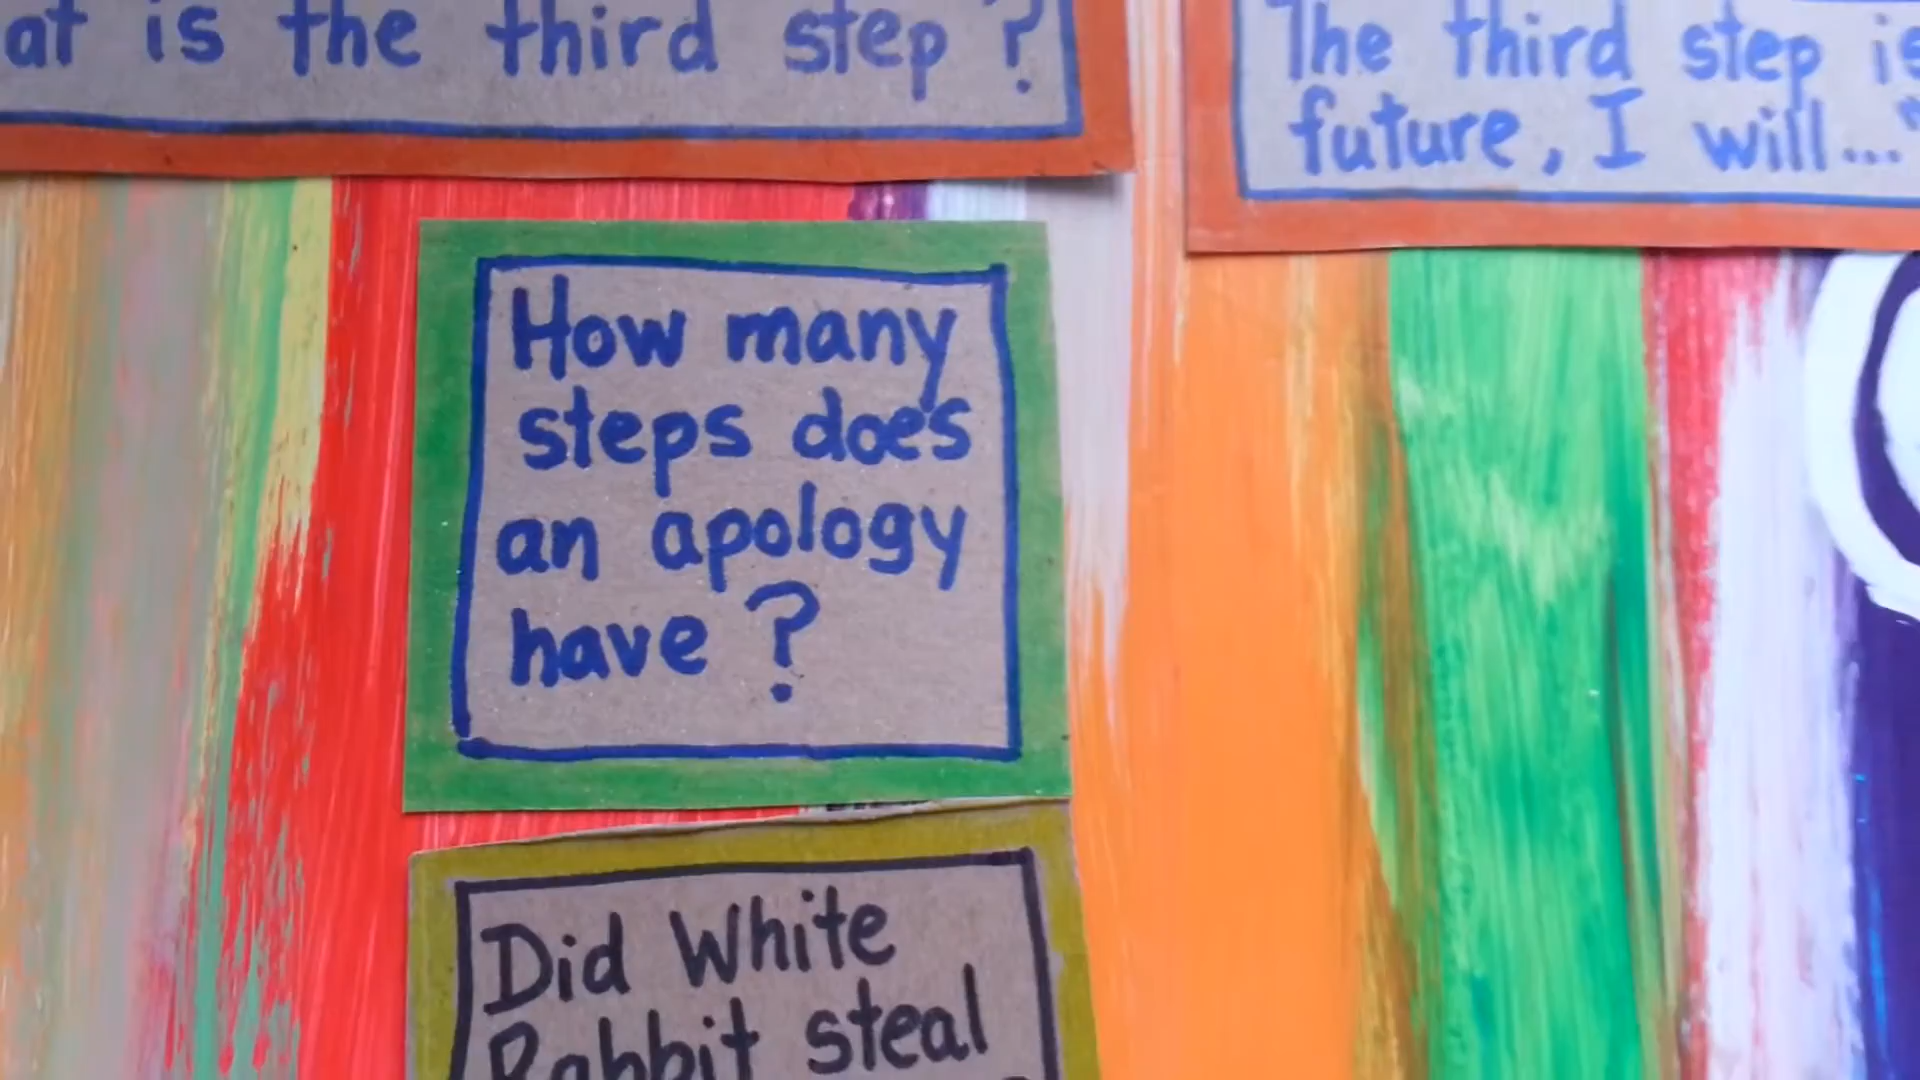 at is the third step?
The third step is
future, I will..."
How many
steps does
an apology
have?
Did White
Rabbit steal